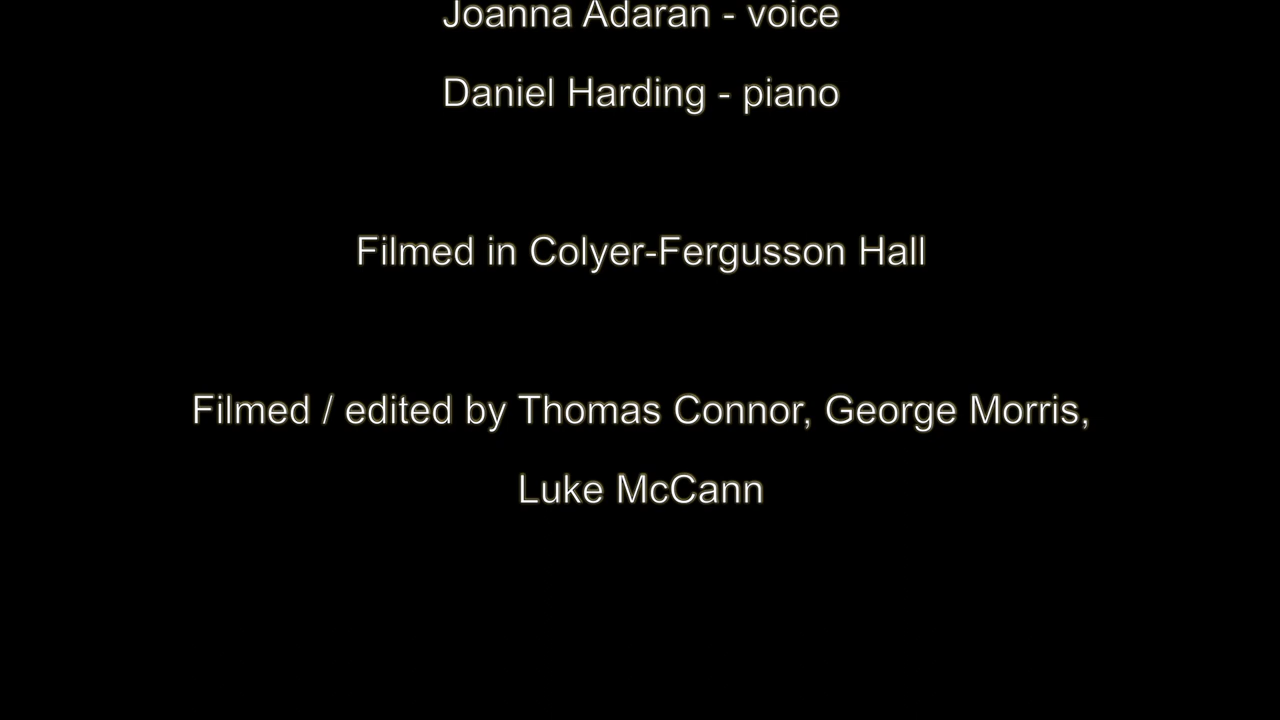 Joanna Adaran - voice
Daniel Harding - piano
Filmed in Colyer-Fergusson Hall
Filmed / edited by Thomas Connor, George Morris,
Luke McCann